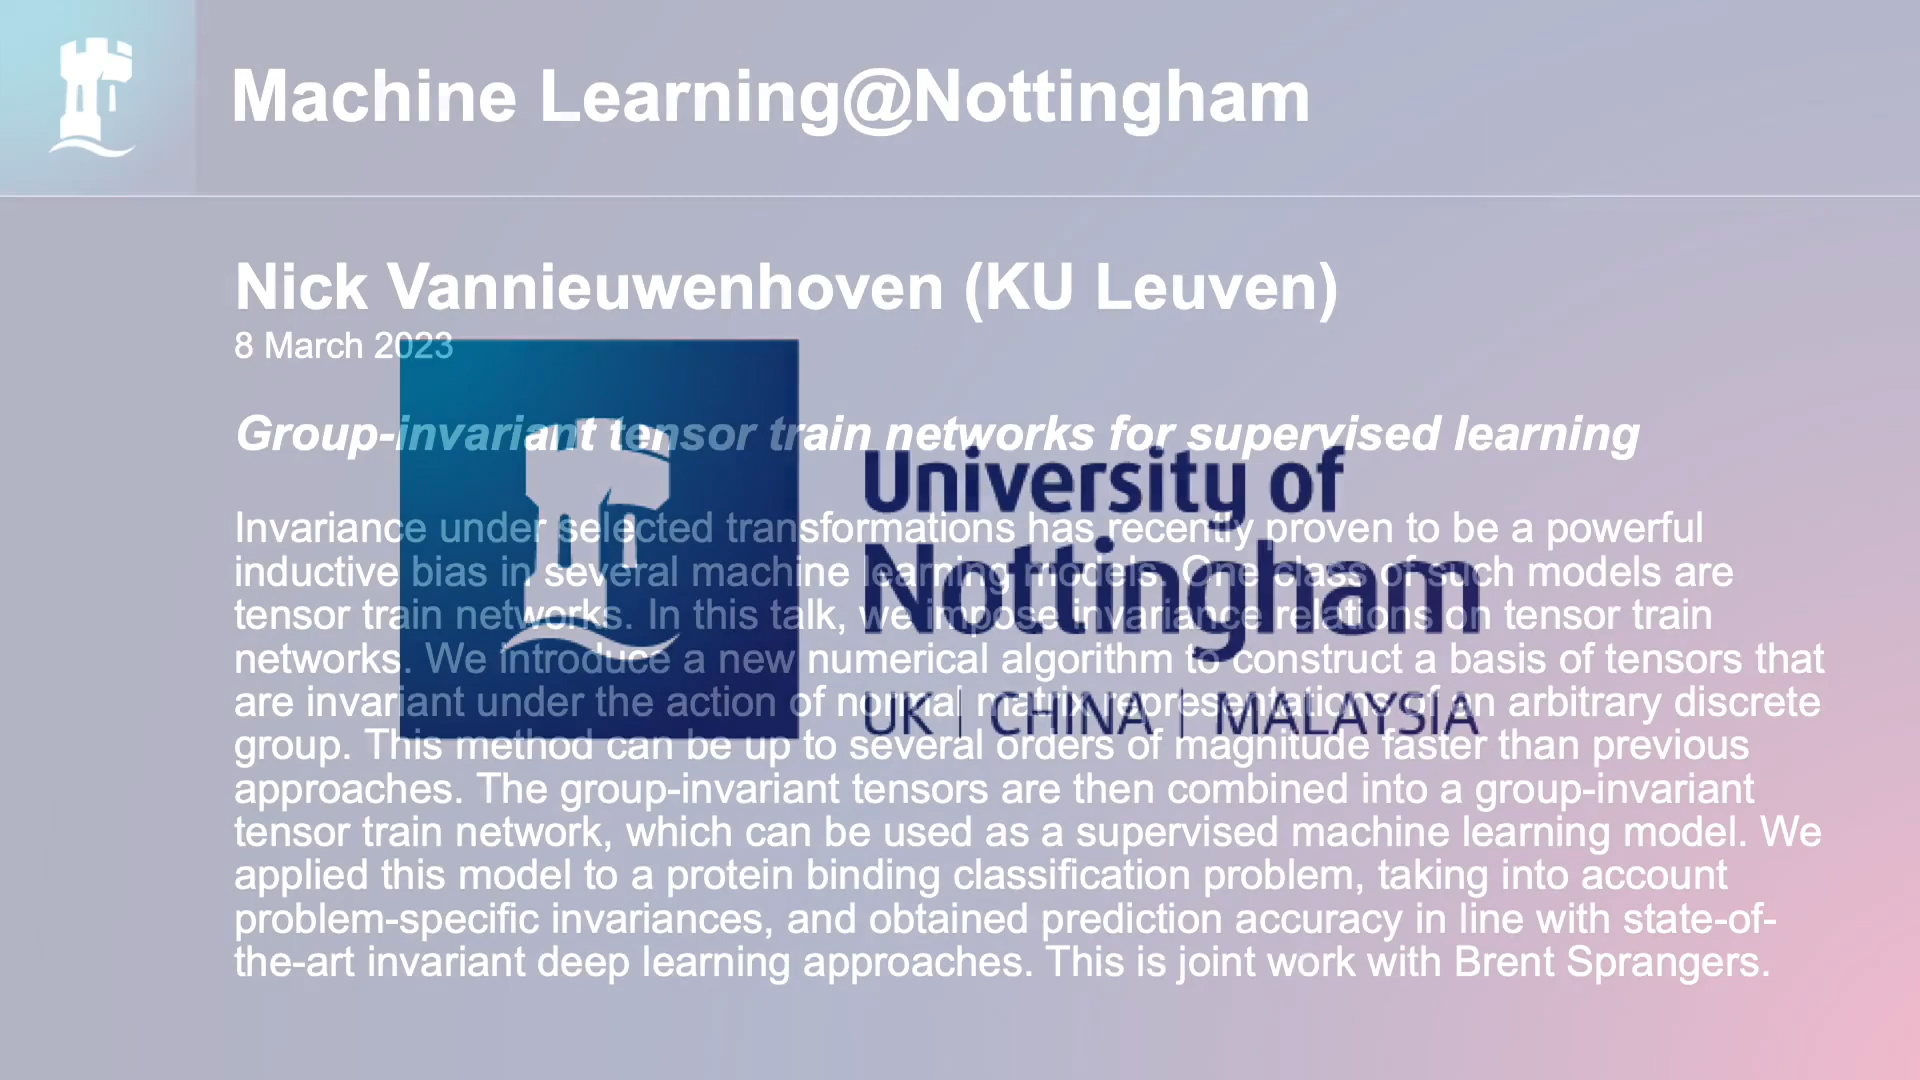 Machine Learning@Nottingham
Nick Vannieuwenhoven (KU Leuven)
8 March 2023
Group-invariant tensor train networks for supervised learning
Invariance under selected transformations has recently proven to be a powerful
inductive bias in several machine learning models. One class of such models are
tensor train networks. In this talk, we impose invariance relations on tensor train
networks. We introduce a new numerical algorithm to construct a basis of tensors that
are invariant under the action of normal matrix representations of an arbitrary discrete
group. This method can be up to several orders of magnitude faster than previous
approaches. The group-invariant tensors are then combined into a group-invariant
tensor train network, which can be used as a supervised machine learning model. We
applied this model to a protein binding classification problem, taking into account
problem-specific invariances, and obtained prediction accuracy in line with state-of-
the-art invariant deep learning approaches. This is joint work with Brent Sprangers.
University of
Nottingham
UK | CHINA | MALAYSIA